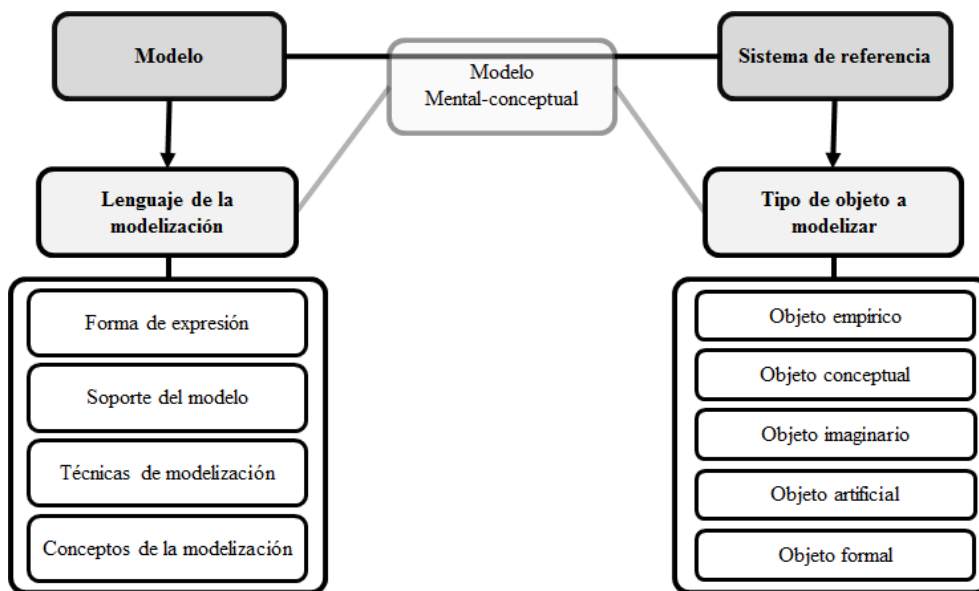 Modelo
Modelo
Mental-conceptual
Sistema de referencia
Lenguaje de la
modelización
Tipo de objeto a
modelizar
Forma de expresión
Soporte del modelo
Técnicas de modelización
Conceptos de la modelización
Objeto empírico
Objeto conceptual
Objeto imaginario
Objeto artificial
Objeto formal